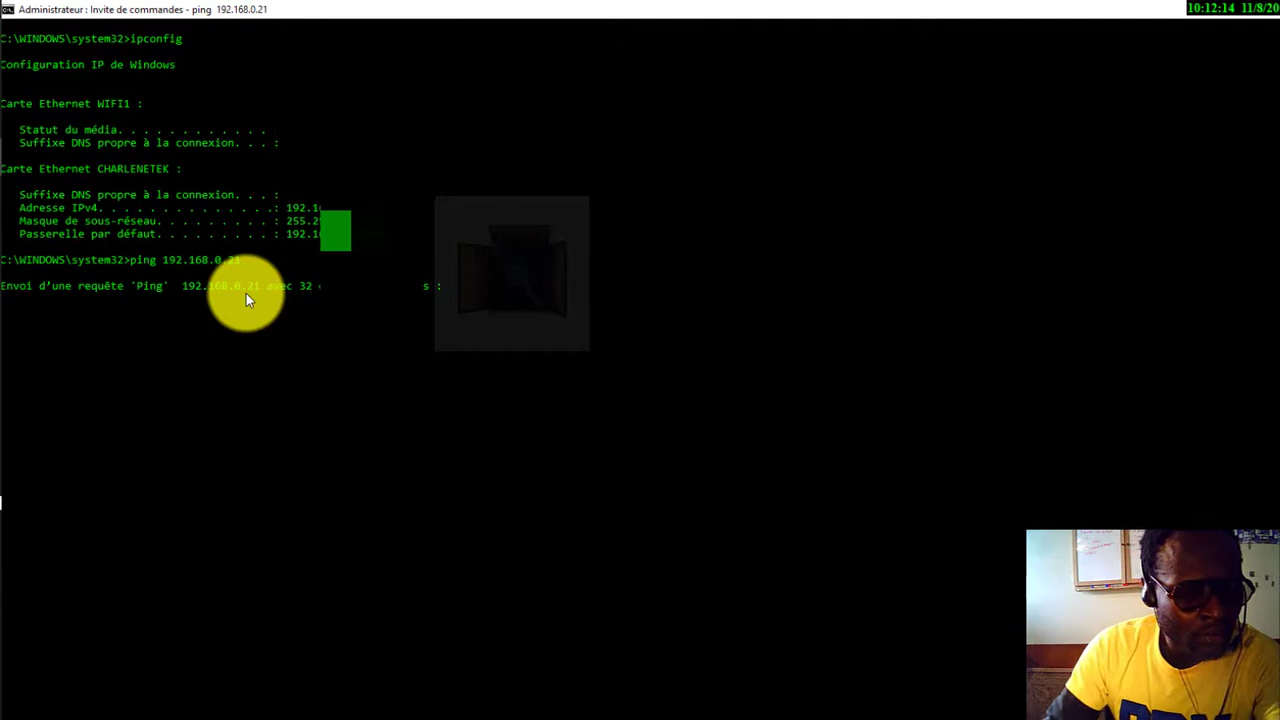 Administrateur : Invite de commandes - ping 192.168.0.21
10:12:14 11/8/20
C:\WINDOWS\system32>ipconfig
Configuration IP de Windows
Carte Ethernet WIFI1 :
Statut du média. . . . . . . . . . . .
Suffixe DNS propre à la connexion. . . :
Carte Ethernet CHARLENETEK :
Suffixe DNS propre à la connexion. . . :
Adresse IPv4. . . . . . . . . . . . . .: 192.1
Masque de sous-réseau. . . . . . . . . : 255.2
Passerelle par défaut. . . . . . . . . : 192.1
C:\WINDOWS\system32>ping 192.168.0.21
Envoi d’une requête 'Ping'  192.168.0.21 avec 32 s :